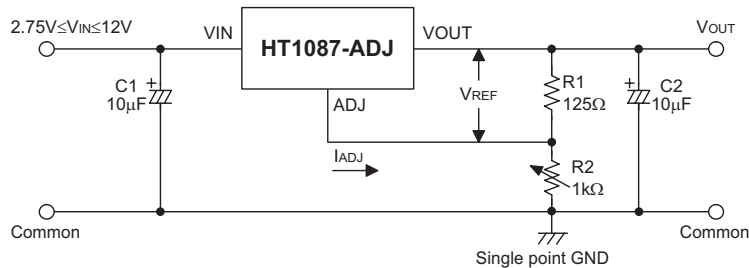 2.75V≤VIN≤12V
VIN
HT1087-ADJ
VOUT
VOUT
C1
10μF
+
ADJ
VREF
R1
125Ω
+
C2
10μF
IADJ
R2
1kΩ
Common
Single point GND
Common